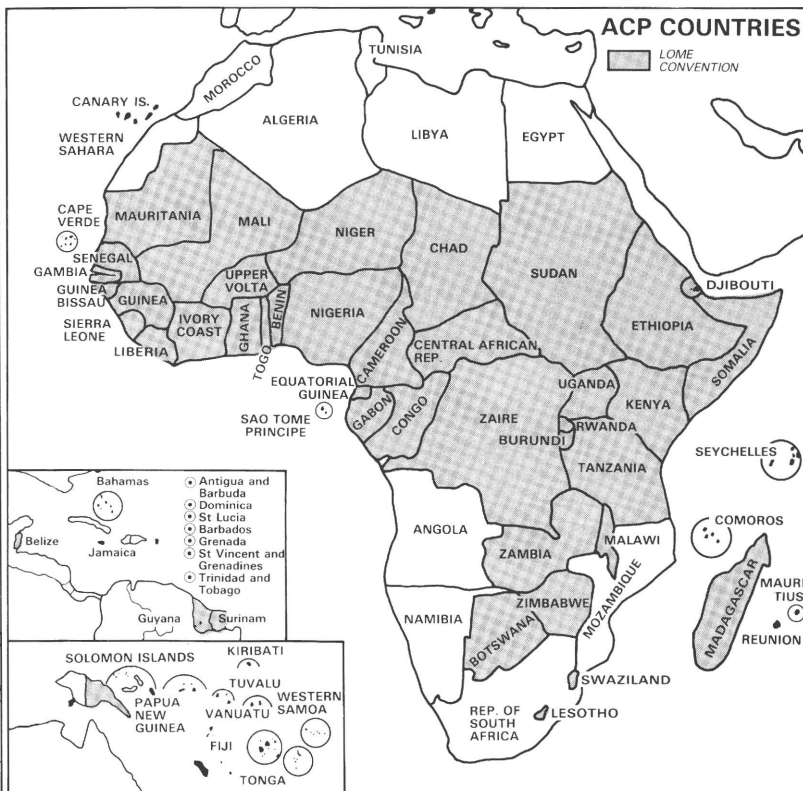 ACP COUNTRIES
LOME
CONVENTION
TUNISIA
MOROCCO
CANARY IS.
ALGERIA
LIBYA
EGYPT
WESTERN
SAHARA
CAPE
VERDE
MAURITANIA
MALI
NIGER
CHAD
SUDAN
SENEGAL
GAMBIA
GUINEA
BISSAU
GUINEA
SIERRA
LEONE
LIBERIA
IVORY
COAST
UPPER
VOLTA
GHANA
TOGO
BENIN
NIGERIA
CAMEROON
CENTRAL AFRICAN
REP.
DJIBOUTI
ETHIOPIA
SOMALIA
EQUATORIAL
GUINEA
SAO TOME
PRINCIPE
GABON
CONGO
ZAIRE
UGANDA
KENYA
RWANDA
BURUNDI
TANZANIA
SEYCHELLES
ANGOLA
ZAMBIA
MALAWI
COMOROS
NAMIBIA
ZIMBABWE
BOTSWANA
MOZAMBIQUE
MADAGASCAR
MAURI
TIUS
REUNION
SWAZILAND
REP. OF
SOUTH
AFRICA
LESOTHO
Bahamas
Belize
Jamaica
Antigua and
Barbuda
Dominica
St Lucia
Barbados
Grenada
St Vincent and
Grenadines
Trinidad and
Tobago
Guyana
Surinam
SOLOMON ISLANDS
KIRIBATI
TUVALU
PAPUA
NEW
GUINEA
VANUATU
WESTERN
SAMOA
FIJI
TONGA